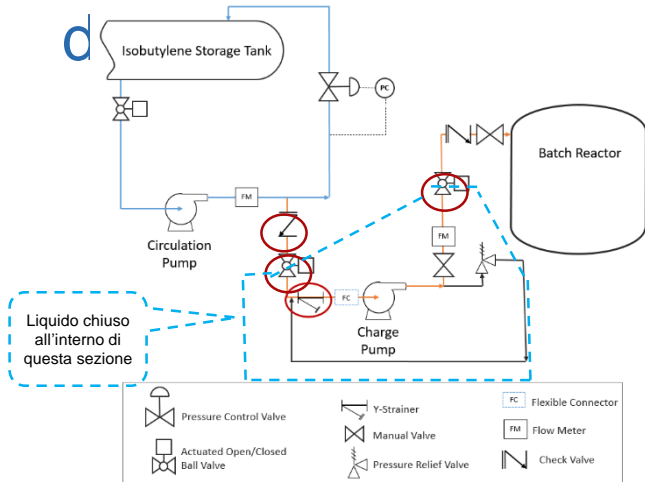 d
Isobutylene Storage Tank
PC
Batch Reactor
FM
Circulation
Pump
FM
FC
Charge
Pump
Liquido chiuso
all'interno di
questa sezione
Pressure Control Valve
Y-Strainer
FC
Flexible Connector
Manual Valve
FM
Flow Meter
Actuated Open/Closed
Ball Valve
Pressure Relief Valve
Check Valve